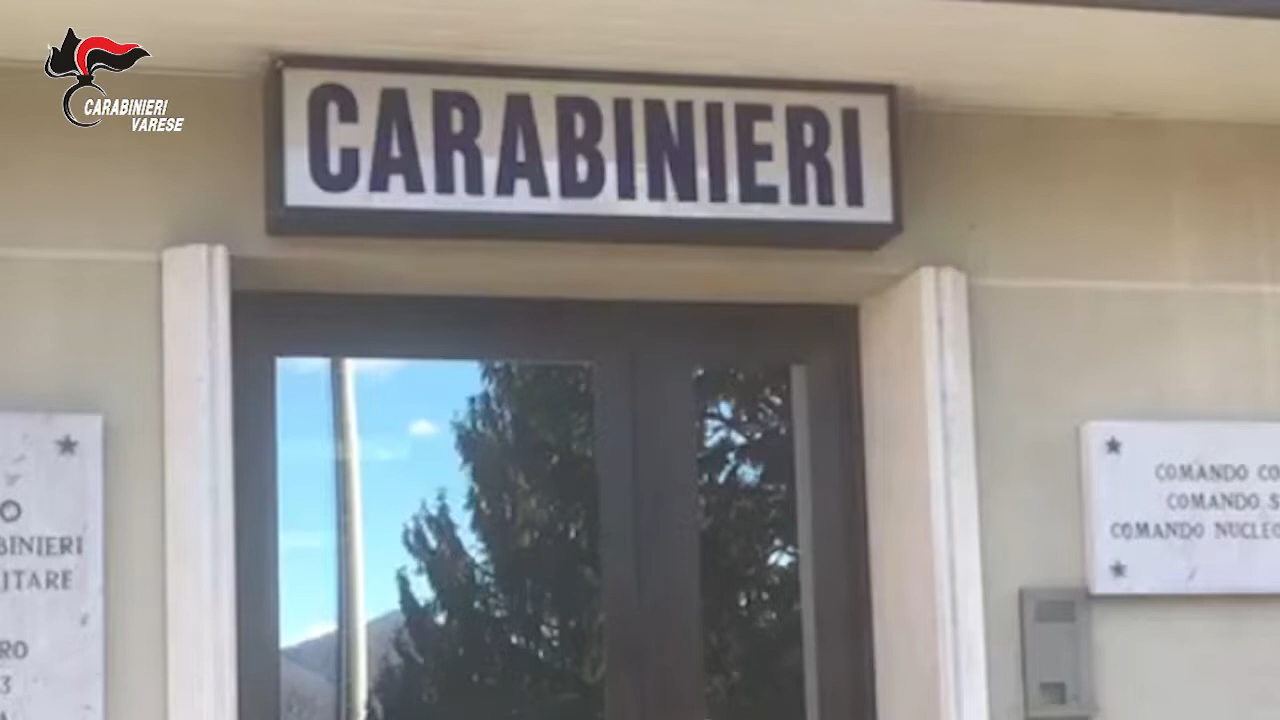 CARABINIERI
VARESE
CARABINIERI
BINIERI
ITARE
RO
3
COMANDO CO
COMANDO S
COMANDO NUCLEO